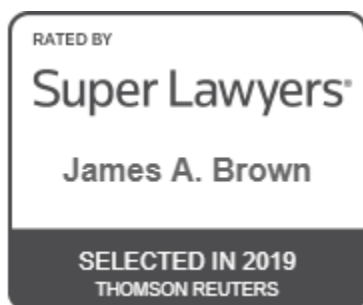 RATED BY
Super Lawyers®
James A. Brown
SELECTED IN 2019
THOMSON REUTERS